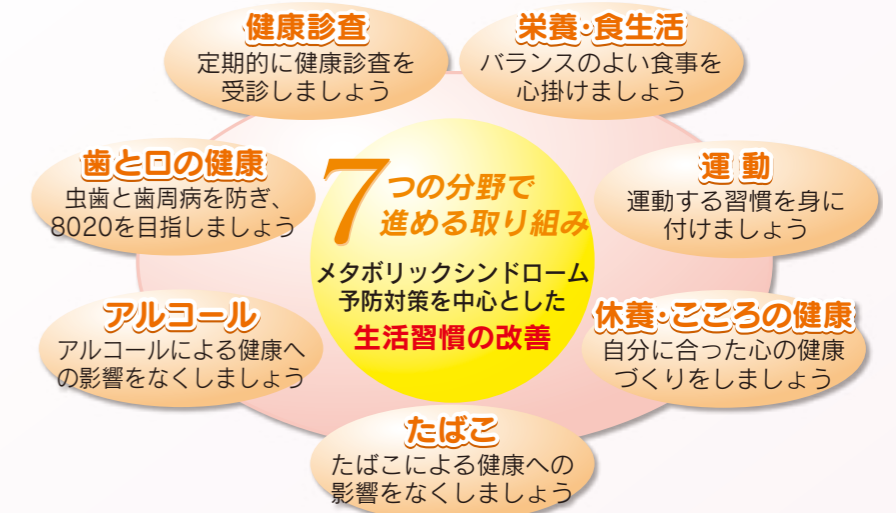 健康診査
定期的に健康診査を
受診しましょう
栄養・食生活
バランスのよい食事を
心掛けましょう
歯と口の健康
虫歯と歯周病を防ぎ、
8020を目指しましょう
7つの分野で
進める取り組み
メタボリックシンドローム
予防対策を中心とした
生活習慣の改善
運動
運動する習慣を身に
付けましょう
アルコール
アルコールによる健康へ
の影響をなくしましょう
休養・こころの健康
自分に合った心の健康
づくりをしましょう
たばこ
たばこによる健康への
影響をなくしましょう